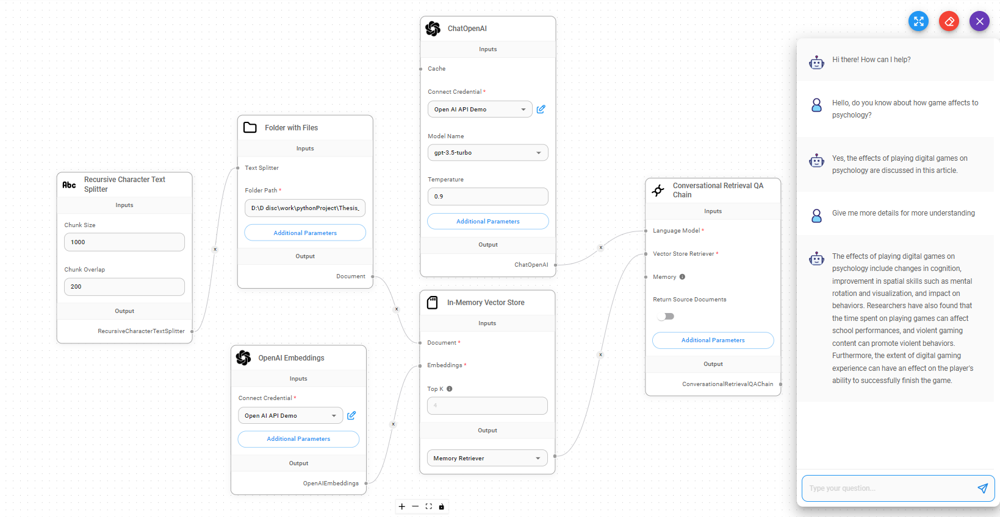 Abc
Recursive Character Text
Splitter
Inputs
Chunk Size
1000
Chunk Overlap
200
Output
RecursiveCharacterTextSplitter
x
Folder with Files
Inputs
Text Splitter
Folder Path *
D:\D disc\work\pythonProject\Thesis_
Additional Parameters
Output
Document
x
OpenAI Embeddings
Inputs
Connect Credential *
Open AI API Demo
Additional Parameters
Output
OpenAIEmbeddings
x
ChatOpenAI
Inputs
Cache
Connect Credential *
Open AI API Demo
Model Name
gpt-3.5-turbo
Temperature
0.9
Additional Parameters
Output
ChatOpenAI
x
In-Memory Vector Store
Inputs
Document *
Embeddings *
Top K
4
Output
Memory Retriever
x
Conversational Retrieval QA
Chain
Inputs
Language Model *
Vector Store Retriever *
Memory
Return Source Documents
Additional Parameters
Output
ConversationalRetrievalQAChain
Hi there! How can I help?
Hello, do you know about how game affects to
psychology?
Yes, the effects of playing digital games on
psychology are discussed in this article.
Give me more details for more understanding
The effects of playing digital games on
psychology include changes in cognition,
improvement in spatial skills such as mental
rotation and visualization, and impact on
behaviors. Researchers have also found that
the time spent on playing games can affect
school performances, and violent gaming
content can promote violent behaviors.
Furthermore, the extent of digital gaming
experience can have an effect on the player's
ability to successfully finish the game.
Type your question...